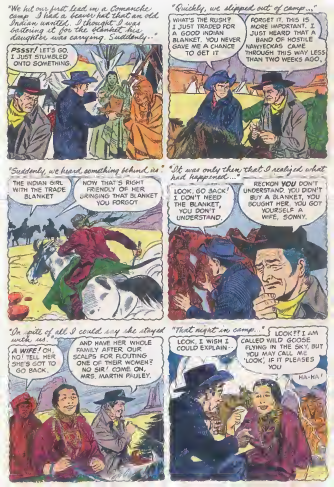 "We hit our first lead in a Comanche
camp. I had a beaver hat that an old
Indian wanted. I thought I was
bartering it for the blanket his
daughter was carrying. Suddenly--
PSSST! LET'S GO,
I JUST STUMBLED
ONTO SOMETHING
"Quickly, we slipped out of camp..."
WHAT'S THE RUSH?
I JUST TRADED FOR
A GOOD INDIAN
BLANKET. YOU NEVER
GAVE ME A CHANCE
TO GET IT
FORGET IT. THIS IS
MORE IMPORTANT. I
JUST HEARD THAT A
BAND OF HOSTILE
NAWYECKAS CAME
THROUGH THIS WAY LESS
THAN TWO WEEKS AGO.
"Suddenly, we heard something behind us"
THE INDIAN GIRL
WITH THE TRADE
BLANKET
NOW THAT'S RIGHT
FRIENDLY OF HER
BRINGING THAT BLANKET
YOU FORGOT
"It was only then that I realized what
had happened..."
LOOK, GO BACK!
I DON'T NEED
THE BLANKET,
YOU DON'T
UNDERSTAND.
RECKON YOU DON'T
UNDERSTAND. YOU DIDN'T
BUY A BLANKET, YOU
BOUGHT HER. YOU GOT
YOURSELF A
WIFE, SONNY.
"In spite of all I could say she stayed
with us.
A WIFE! OH,
NO! TELL HER
SHE'S GOT TO
GO BACK.
AND HAVE HER WHOLE
FAMILY AFTER OUR
SCALPS FOR FLOUTING
ONE OF THEIR WOMEN?
NO SIR! COME ON,
MRS. MARTIN PAULEY.
"That night in camp..."
LOOK, I WISH I
COULD EXPLAIN--
LOOK?? I AM
CALLED WILD GOOSE
FLYING IN THE SKY, BUT
YOU MAY CALL ME
'LOOK', IF IT PLEASES
YOU
HA-HA!